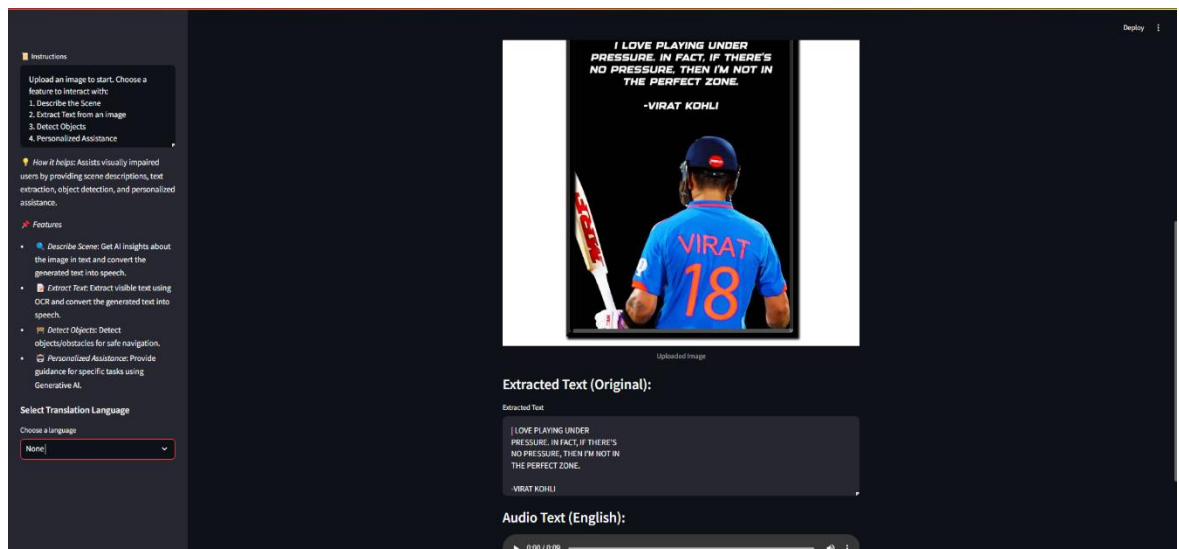 Deploy
Instructions
Upload an image to start. Choose a
feature to interact with:
1. Describe the Scene
2. Extract Text from an image
3. Detect Objects
4. Personalized Assistance
How it helps: Assists visually impaired
users by providing scene descriptions, text
extraction, object detection, and personalized
assistance.
Features
• Describe Scene: Get AI insights about
the image in text and convert the
generated text into speech.
• Extract Text: Extract visible text using
OCR and convert the generated text into
speech.
• Detect Objects: Detect
objects/obstacles for safe navigation.
• Personalized Assistance: Provide
guidance for specific tasks using
Generative AI.
Select Translation Language
Choose a language
None
I LOVE PLAYING UNDER
PRESSURE. IN FACT, IF THERE'S
NO PRESSURE, THEN I'M NOT IN
THE PERFECT ZONE.
-VIRAT KOHLI
VIRAT
18
Uploaded Image
Extracted Text (Original):
Extracted Text
| LOVE PLAYING UNDER
PRESSURE. IN FACT, IF THERE'S
NO PRESSURE, THEN I'M NOT IN
THE PERFECT ZONE.
-VIRAT KOHLI
Audio Text (English):
0:00 / 0:09